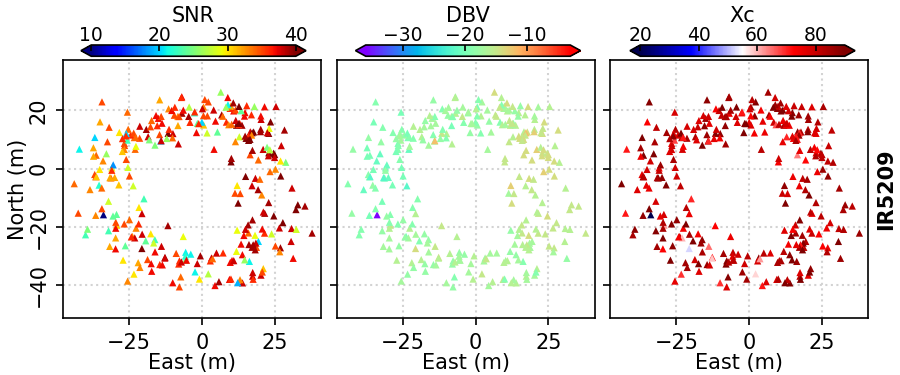 SNR DBV Xc
10 20 30 40 −30 −20 −10 20 40 60 80
20
0
−20
−40
North (m)
IR5209
−25 0 25 −25 0 25 −25 0 25
East (m) East (m) East (m)